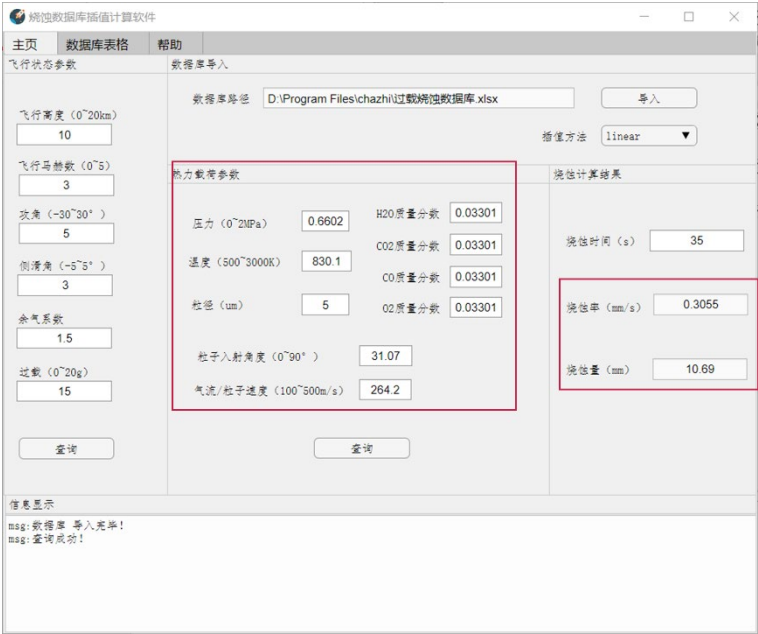 烧蚀数据库插值计算软件
主页 数据库表格 帮助
飞行状态参数
飞行高度（0~20km）
10
飞行马赫数（0~5）
3
攻角（-30~30°）
5
侧滑角（-5~5°）
3
余气系数
1.5
过载（0~20g）
15
查询
数据库导入
数据库路径 D:\Program Files\chazhi\过载烧蚀数据库.xlsx 导入
插值方法 linear
热力载荷参数
压力（0~2MPa） 0.6602
温度（500~3000K） 830.1
粒径（um） 5
H2O质量分数 0.03301
CO2质量分数 0.03301
CO质量分数 0.03301
O2质量分数 0.03301
粒子入射角度（0~90°） 31.07
气流/粒子速度（100~500m/s） 264.2
查询
烧蚀计算结果
烧蚀时间（s） 35
烧蚀率（mm/s） 0.3055
烧蚀量（mm） 10.69
信息显示
msg:数据库 导入完毕!
msg:查询成功!